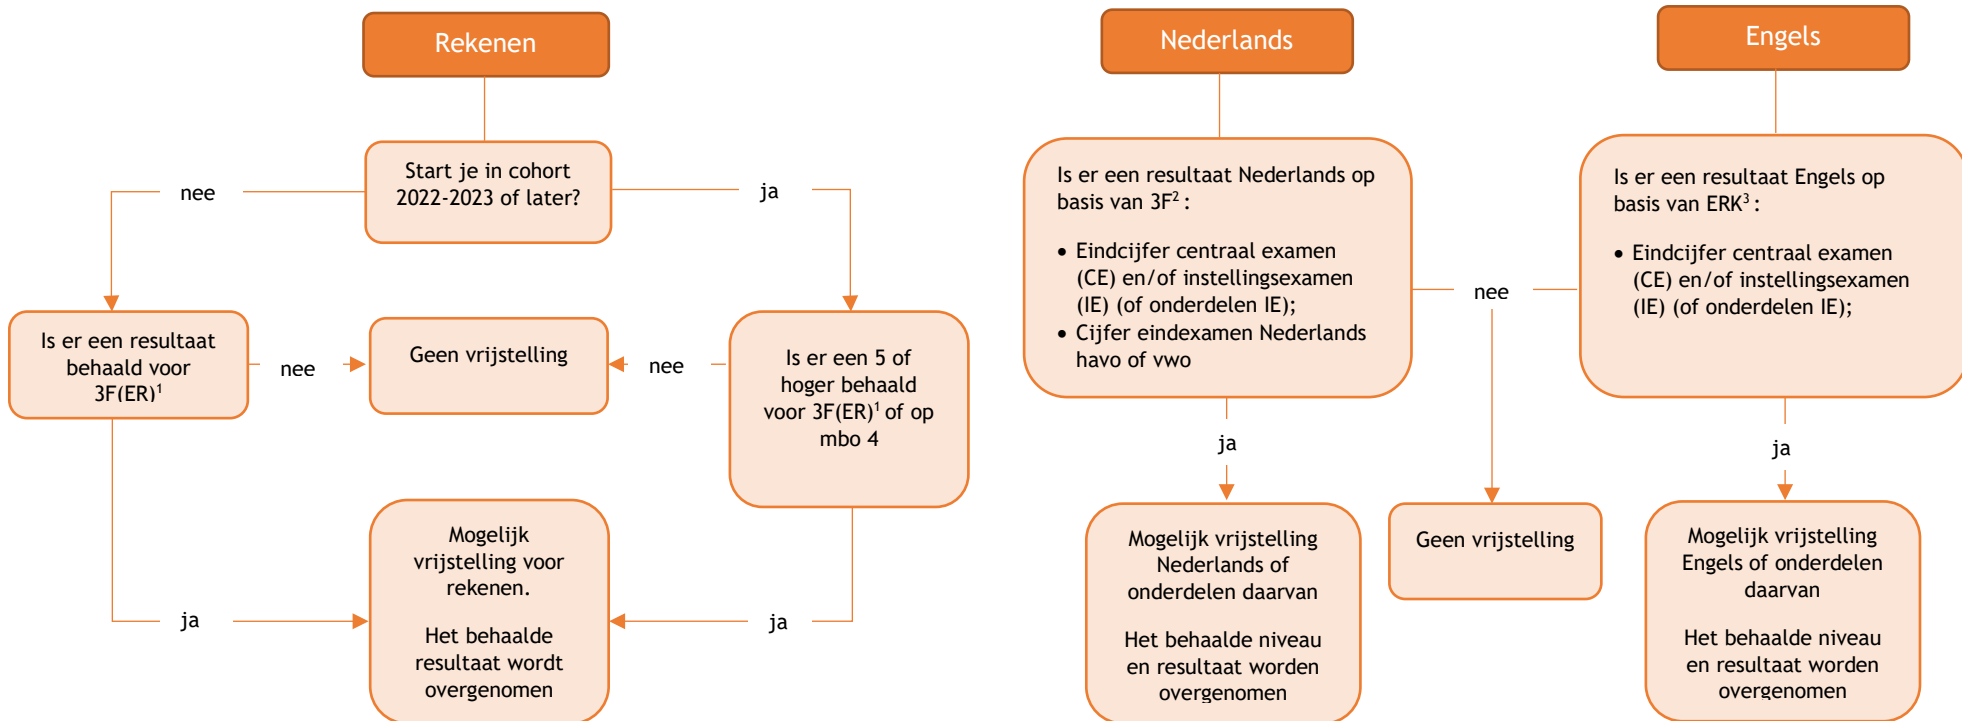 Rekenen
Start je in cohort
2022-2023 of later?
nee
ja
Is er een resultaat
behaald voor
3F(ER)¹
nee
Geen vrijstelling
nee
Is er een 5 of
hoger behaald
voor 3F(ER)¹ of op
mbo 4
ja
Mogelijk
vrijstelling voor
rekenen.
Het behaalde
resultaat wordt
overgenomen
ja
Nederlands
Is er een resultaat Nederlands op
basis van 3F² :
• Eindcijfer centraal examen
(CE) en/of instellingsexamen
(IE) (of onderdelen IE);
• Cijfer eindexamen Nederlands
havo of vwo
ja
Mogelijk vrijstelling
Nederlands of
onderdelen daarvan
Het behaalde niveau
en resultaat worden
overgenomen
nee
Geen vrijstelling
Engels
Is er een resultaat Engels op
basis van ERK³ :
• Eindcijfer centraal examen
(CE) en/of instellingsexamen
(IE) (of onderdelen IE);
ja
Mogelijk vrijstelling
Engels of onderdelen
daarvan
Het behaalde niveau
en resultaat worden
overgenomen